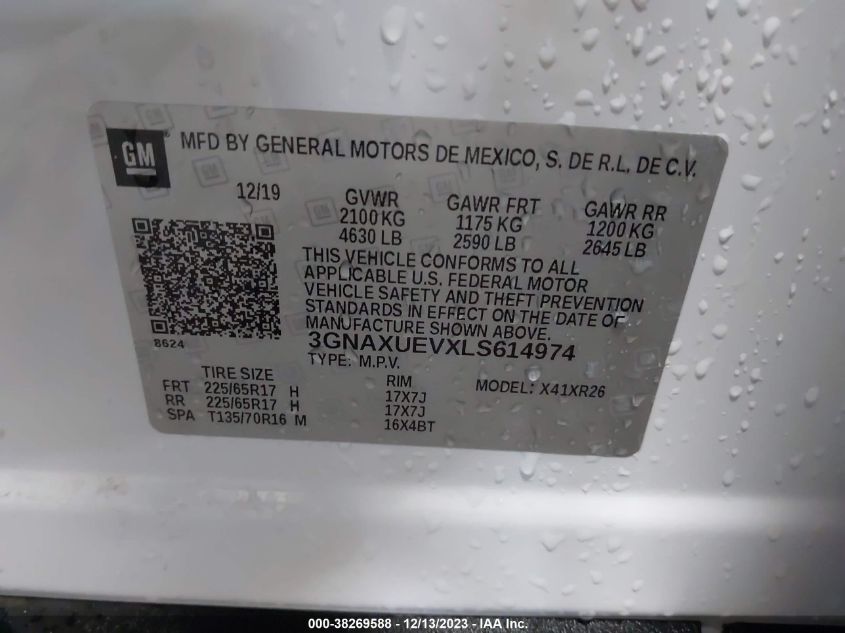 GM
MFD BY GENERAL MOTORS DE MEXICO, S. DE R.L. DE C.V.
12/19 GVWR GAWR FRT GAWR RR
2100 KG 1175 KG 1200 KG
4630 LB 2590 LB 2645 LB
THIS VEHICLE CONFORMS TO ALL
APPLICABLE U.S. FEDERAL MOTOR
VEHICLE SAFETY AND THEFT PREVENTION
STANDARDS IN EFFECT ON THE DATE OF
MANUFACTURE SHOWN ABOVE.
8624 3GNAXUEVXLS614974
TYPE: M.P.V.
TIRE SIZE RIM MODEL: X41XR26
FRT 225/65R17 H 17X7J
RR 225/65R17 H 17X7J
SPA T135/70R16 M 16X4BT
000-38269588 — 12/13/2023 - © IAA Inc.